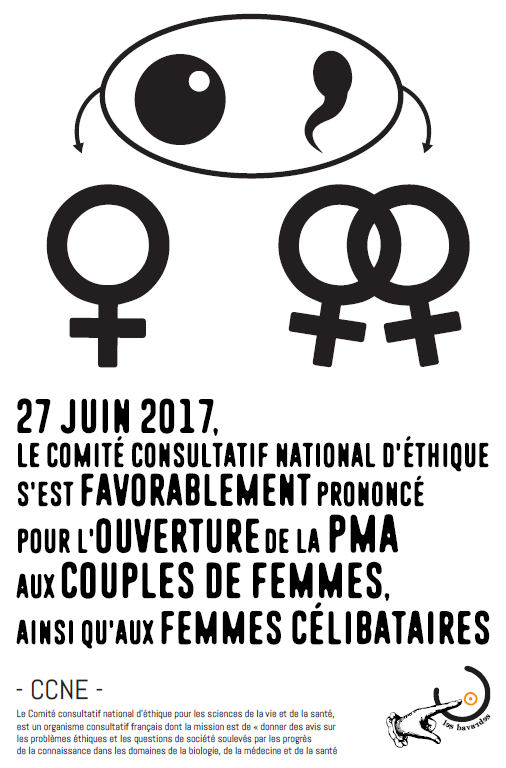 27 JUIN 2017,
LE COMITÉ CONSULTATIF NATIONAL D'ÉTHIQUE
S'EST FAVORABLEMENT PRONONCÉ
POUR L'OUVERTURE DE LA PMA
AUX COUPLES DE FEMMES,
AINSI QU'AUX FEMMES CÉLIBATAIRES
- CCNE -
Le Comité consultatif national d'éthique pour les sciences de la vie et de la santé,
est un organisme consultatif français dont la mission est de « donner des avis sur
les problèmes éthiques et les questions de société soulevés par les progrès
de la connaissance dans les domaines de la biologie, de la médecine et de la santé
los bavardos